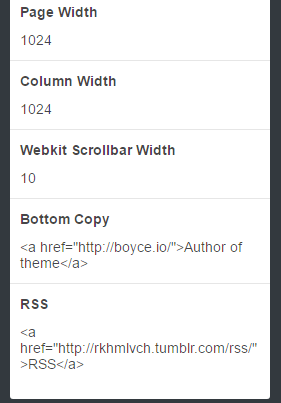 Page Width
1024
Column Width
1024
Webkit Scrollbar Width
10
Bottom Copy
<a href="http://boyce.io/">Author of
theme</a>
RSS
<a
href="http://rkhmlvch.tumblr.com/rss/"
>RSS</a>